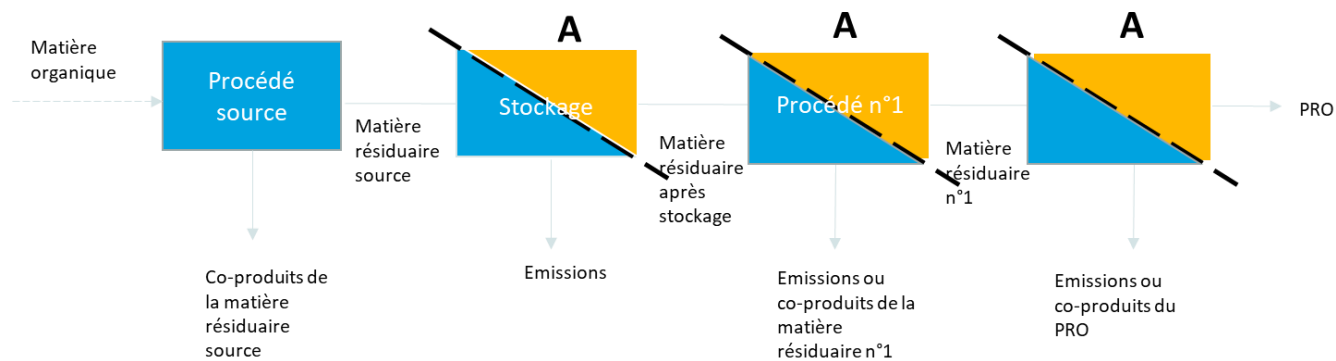 A
A
A
Matière
organique
Procédé
source
Stockage
Procédé n°1
PRO
Matière
résiduaire
source
Matière
résiduaire
après
stockage
Matière
résiduaire
n°1
Co-produits de
la matière
résiduaire
source
Emissions
Emissions ou
co-produits de la
matière
résiduaire n°1
Emissions ou
co-produits du
PRO